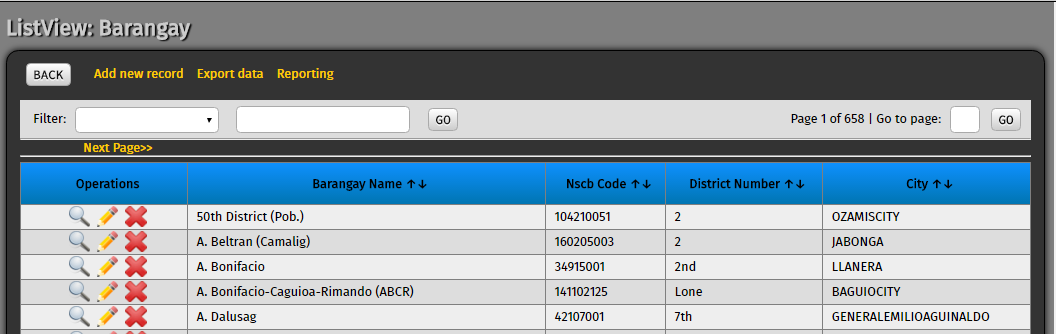 ListView: Barangay
BACK Add new record Export data Reporting
Filter: GO Page 1 of 658 | Go to page: GO
Next Page>>
Operations Barangay Name ↑↓ Nscb Code ↑↓ District Number ↑↓ City ↑↓
50th District (Pob.) 104210051 2 OZAMISCITY
A. Beltran (Camalig) 160205003 2 JABONGA
A. Bonifacio 34915001 2nd LLANERA
A. Bonifacio-Caguioa-Rimando (ABCR) 141102125 Lone BAGUIOCITY
A. Dalusag 42107001 7th GENERALEMILIOAGUINALDO